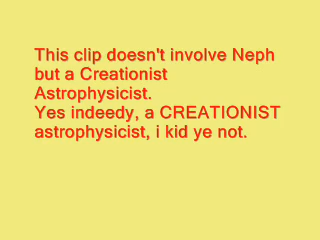 This clip doesn't involve Neph
but a Creationist
Astrophysicist.
Yes indeedy, a CREATIONIST
astrophysicist, i kid ye not.